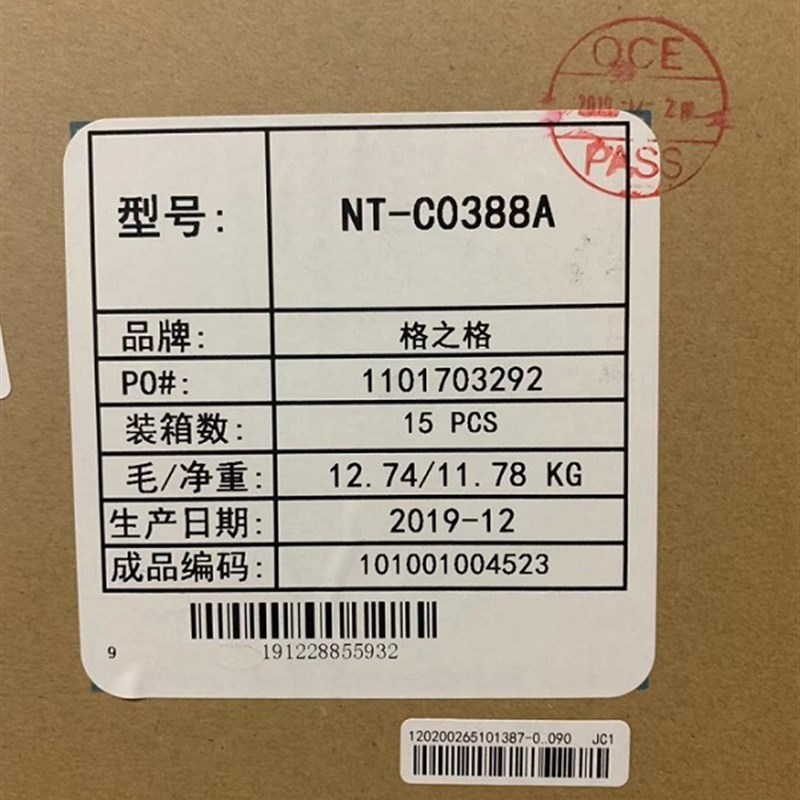 QCE
PASS
型号: NT-C0388A
品牌: 格之格
PO#: 1101703292
装箱数: 15 PCS
毛/净重: 12.74/11.78 KG
生产日期: 2019-12
成品编码: 101001004523
191228855932
9
120200265101387-0..090 JC1